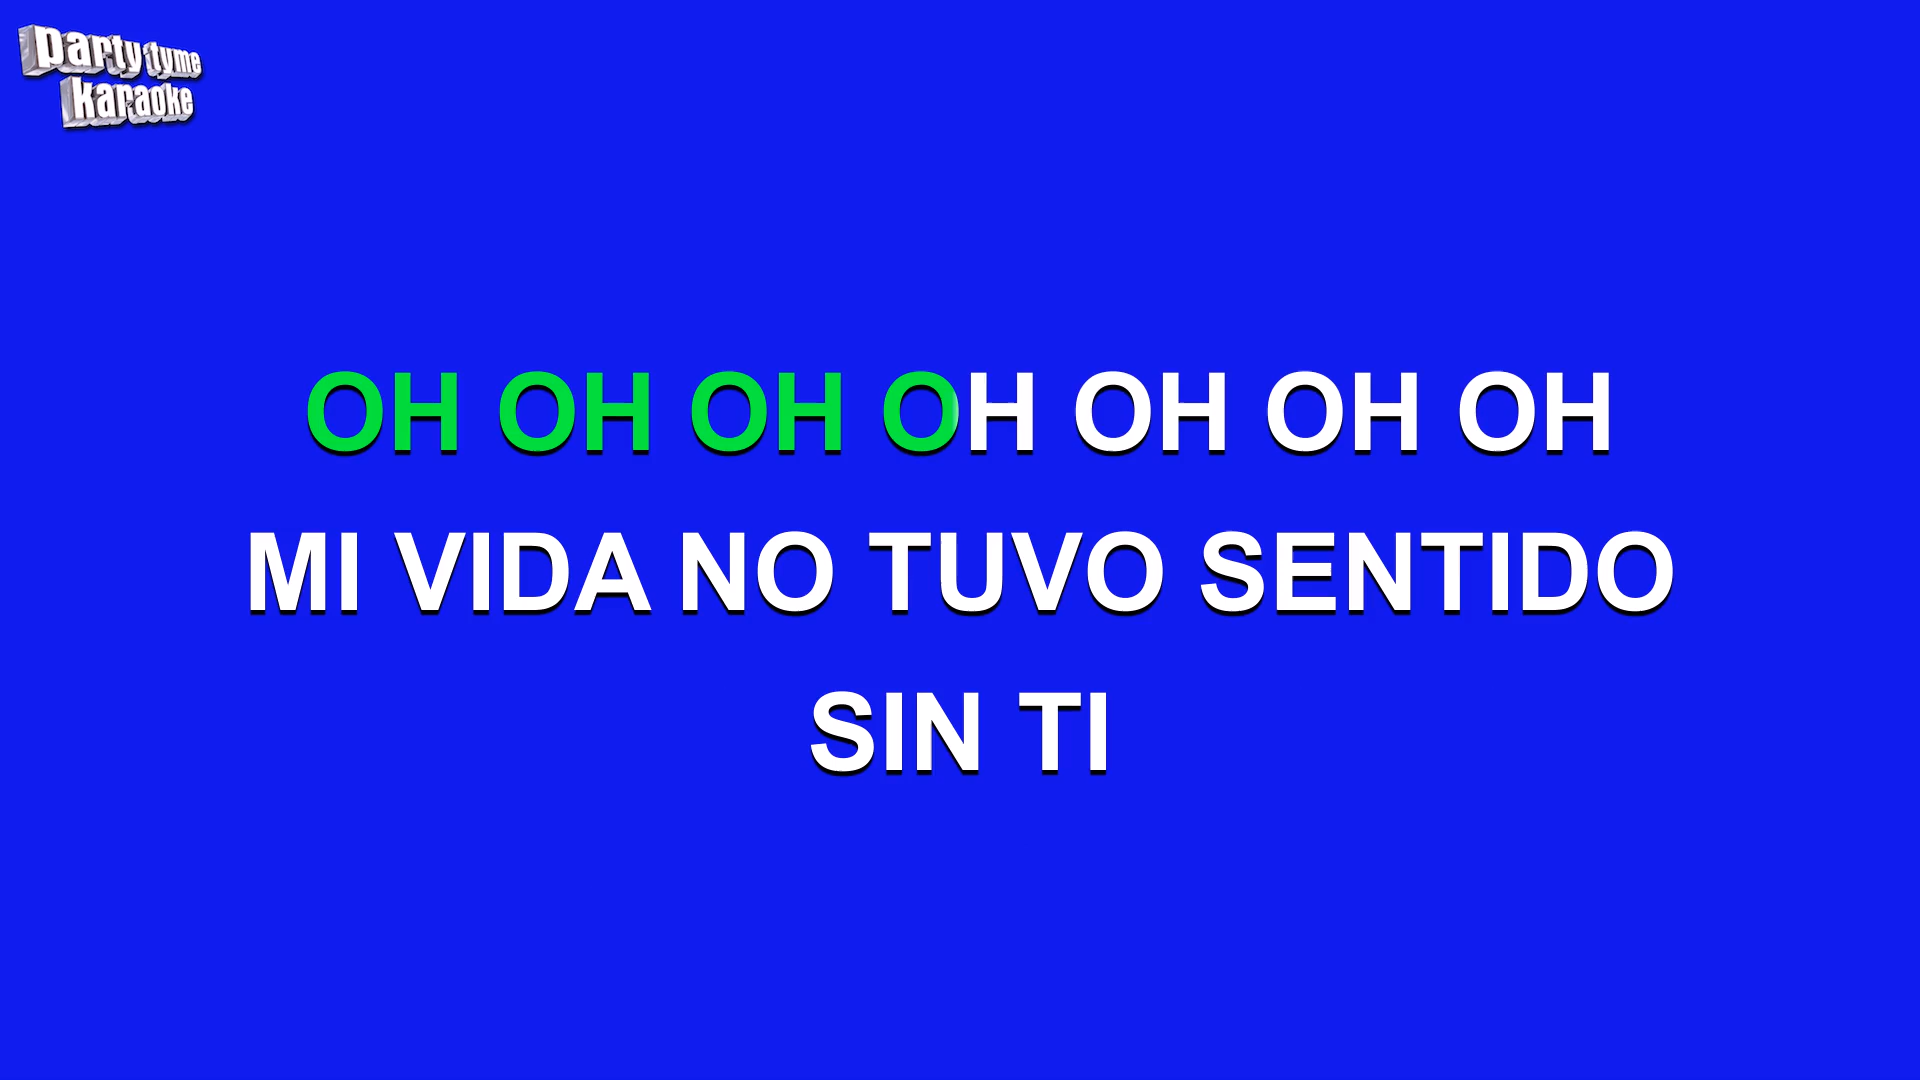 party tyme
karaoke
OH OH OH OH OH OH OH
MI VIDA NO TUVO SENTIDO
SIN TI